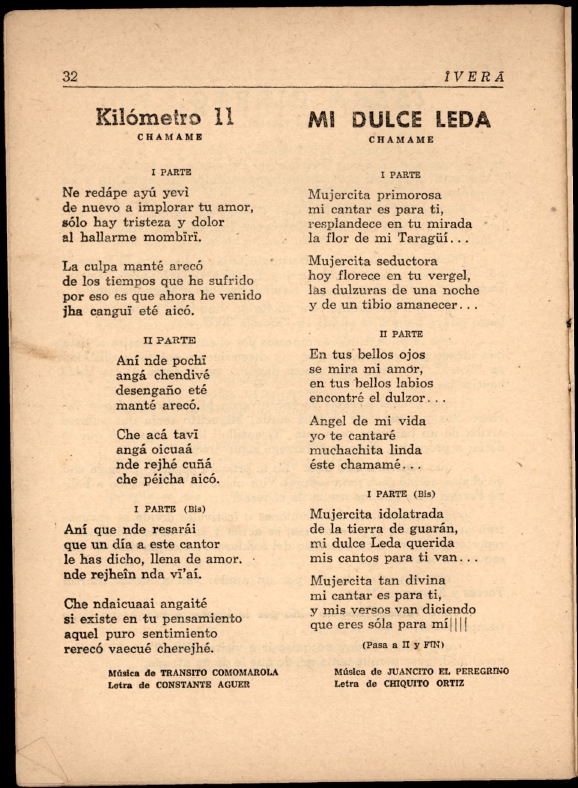 32
ÎVERÁ
Kilómetro 11
CHAMAME
I PARTE
Ne redápe ayú yevì
de nuevo a implorar tu amor,
sólo hay tristeza y dolor
al hallarme mombïrï.
La culpa manté arecó
de los tiempos que he sufrido
por eso es que ahora he venido
jha canguï eté aicó.
II PARTE
Aní nde pochï
angá chendivé
desengaño eté
manté arecó.
Che acá tavï
angá oicuaá
nde rejhé cuñá
che péicha aicó.
I PARTE (Bis)
Aní que nde resarái
que un día a este cantor
le has dicho, llena de amor.
nde rejheïn nda vï'aí.
Che ndaicuaai angaité
si existe en tu pensamiento
aquel puro sentimiento
rerecó vaecué cherejhé.
Música de TRANSITO COMOMAROLA
Letra de CONSTANTE AGUER
MI DULCE LEDA
CHAMAME
I PARTE
Mujercita primorosa
mi cantar es para ti,
resplandece en tu mirada
la flor de mi Taragüí...
Mujercita seductora
hoy florece en tu vergel,
las dulzuras de una noche
y de un tibio amanecer...
II PARTE
En tus bellos ojos
se mira mi amor,
en tus bellos labios
encontré el dulzor...
Angel de mi vida
yo te cantaré
muchachita linda
éste chamamé...
I PARTE (Bis)
Mujercita idolatrada
de la tierra de guarán,
mi dulce Leda querida
mis cantos para ti van...
Mujercita tan divina
mi cantar es para ti,
y mis versos van diciendo
que eres sóla para mí||||
(Pasa a II y FIN)
Música de JUANCITO EL PEREGRINO
Letra de CHIQUITO ORTIZ